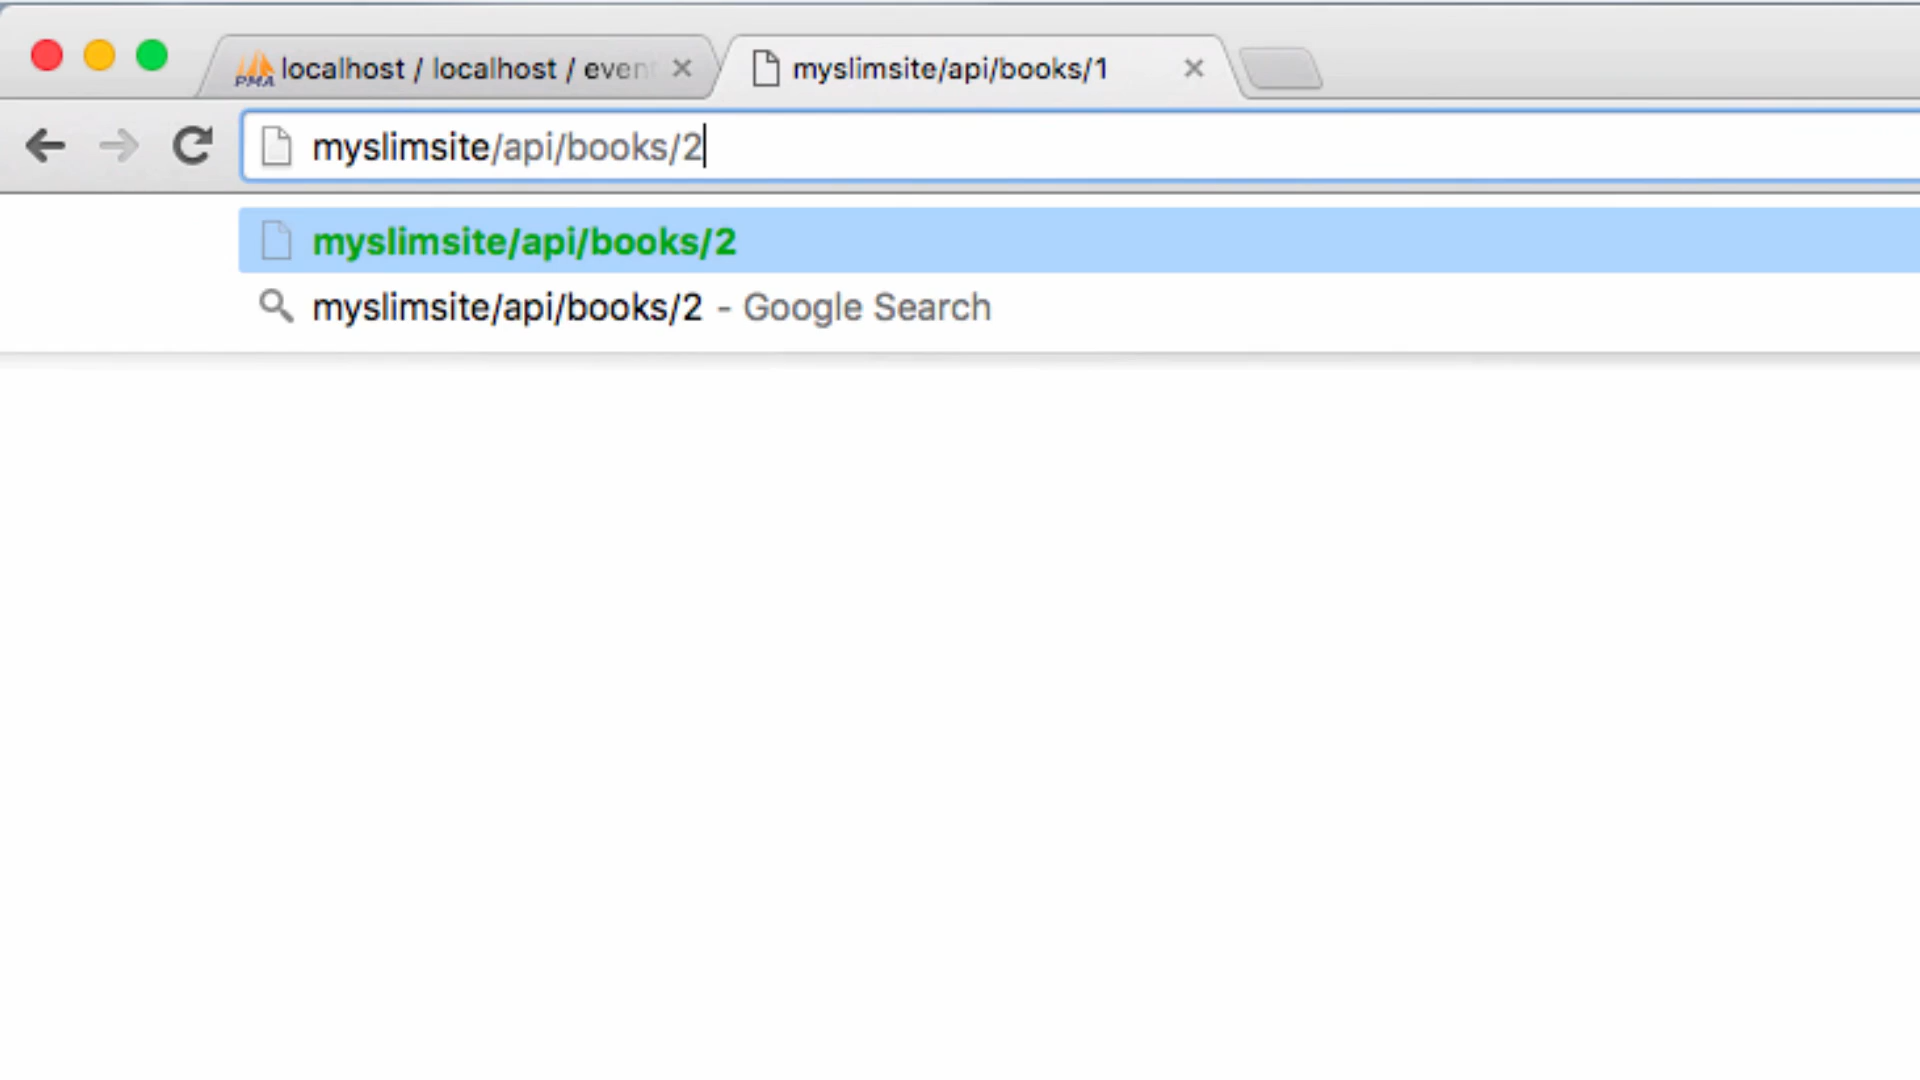 PMA localhost / localhost / even
myslimsite/api/books/1
myslimsite/api/books/2
myslimsite/api/books/2
myslimsite/api/books/2 - Google Search